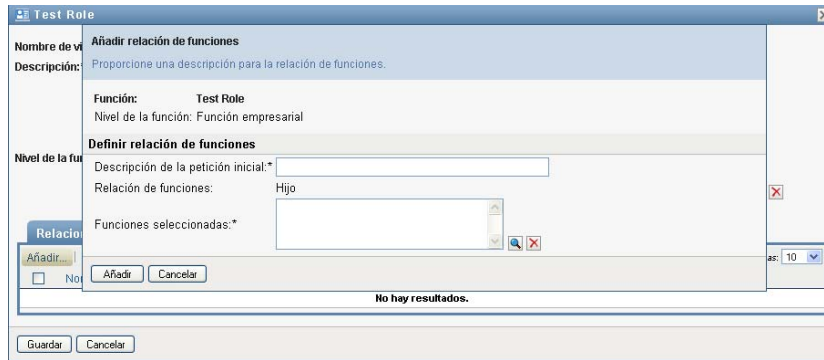 Test Role
Nombre de vi
Descripción:
Añadir relación de funciones
Proporcione una descripción para la relación de funciones.
Función: Test Role
Nivel de la función: Función empresarial
Definir relación de funciones
Nivel de la fu
Descripción de la petición inicial:*
Relación de funciones: Hijo
Funciones seleccionadas:*
Añadir Cancelar
Relacio
Añadir...
as: 10
No
No hay resultados.
Guardar Cancelar